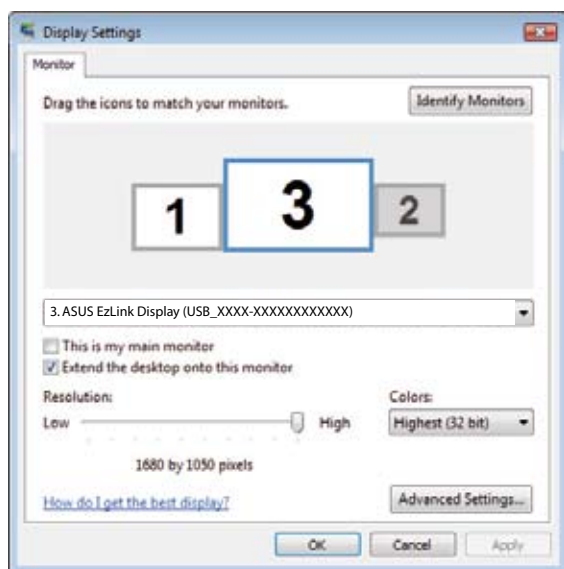 Display Settings
Monitor
Drag the icons to match your monitors.
Identify Monitors
1
3
2
3. ASUS EzLink Display (USB_XXXX-XXXXXXXXXXXX)
This is my main monitor
Extend the desktop onto this monitor
Resolution:
Colors:
Low
High
Highest (32 bit)
1680 by 1050 pixels
How do I get the best display?
Advanced Settings...
OK
Cancel
Apply